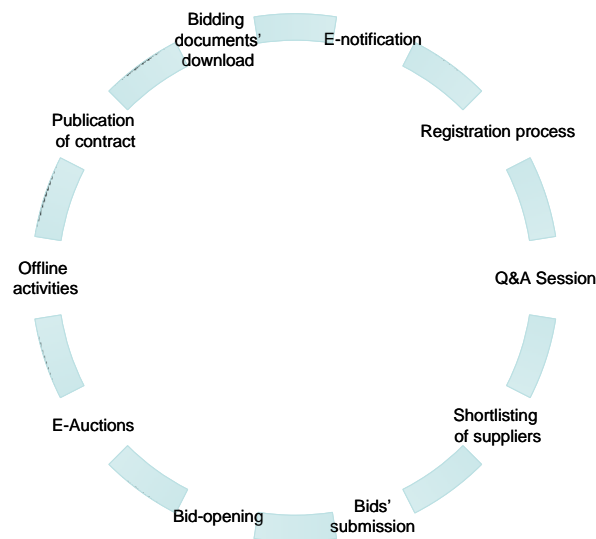 Bidding
documents’
download
E-notification
Registration process
Q&A Session
Shortlisting
of suppliers
Bids’
submission
Bid-opening
E-Auctions
Offline
activities
Publication
of contract